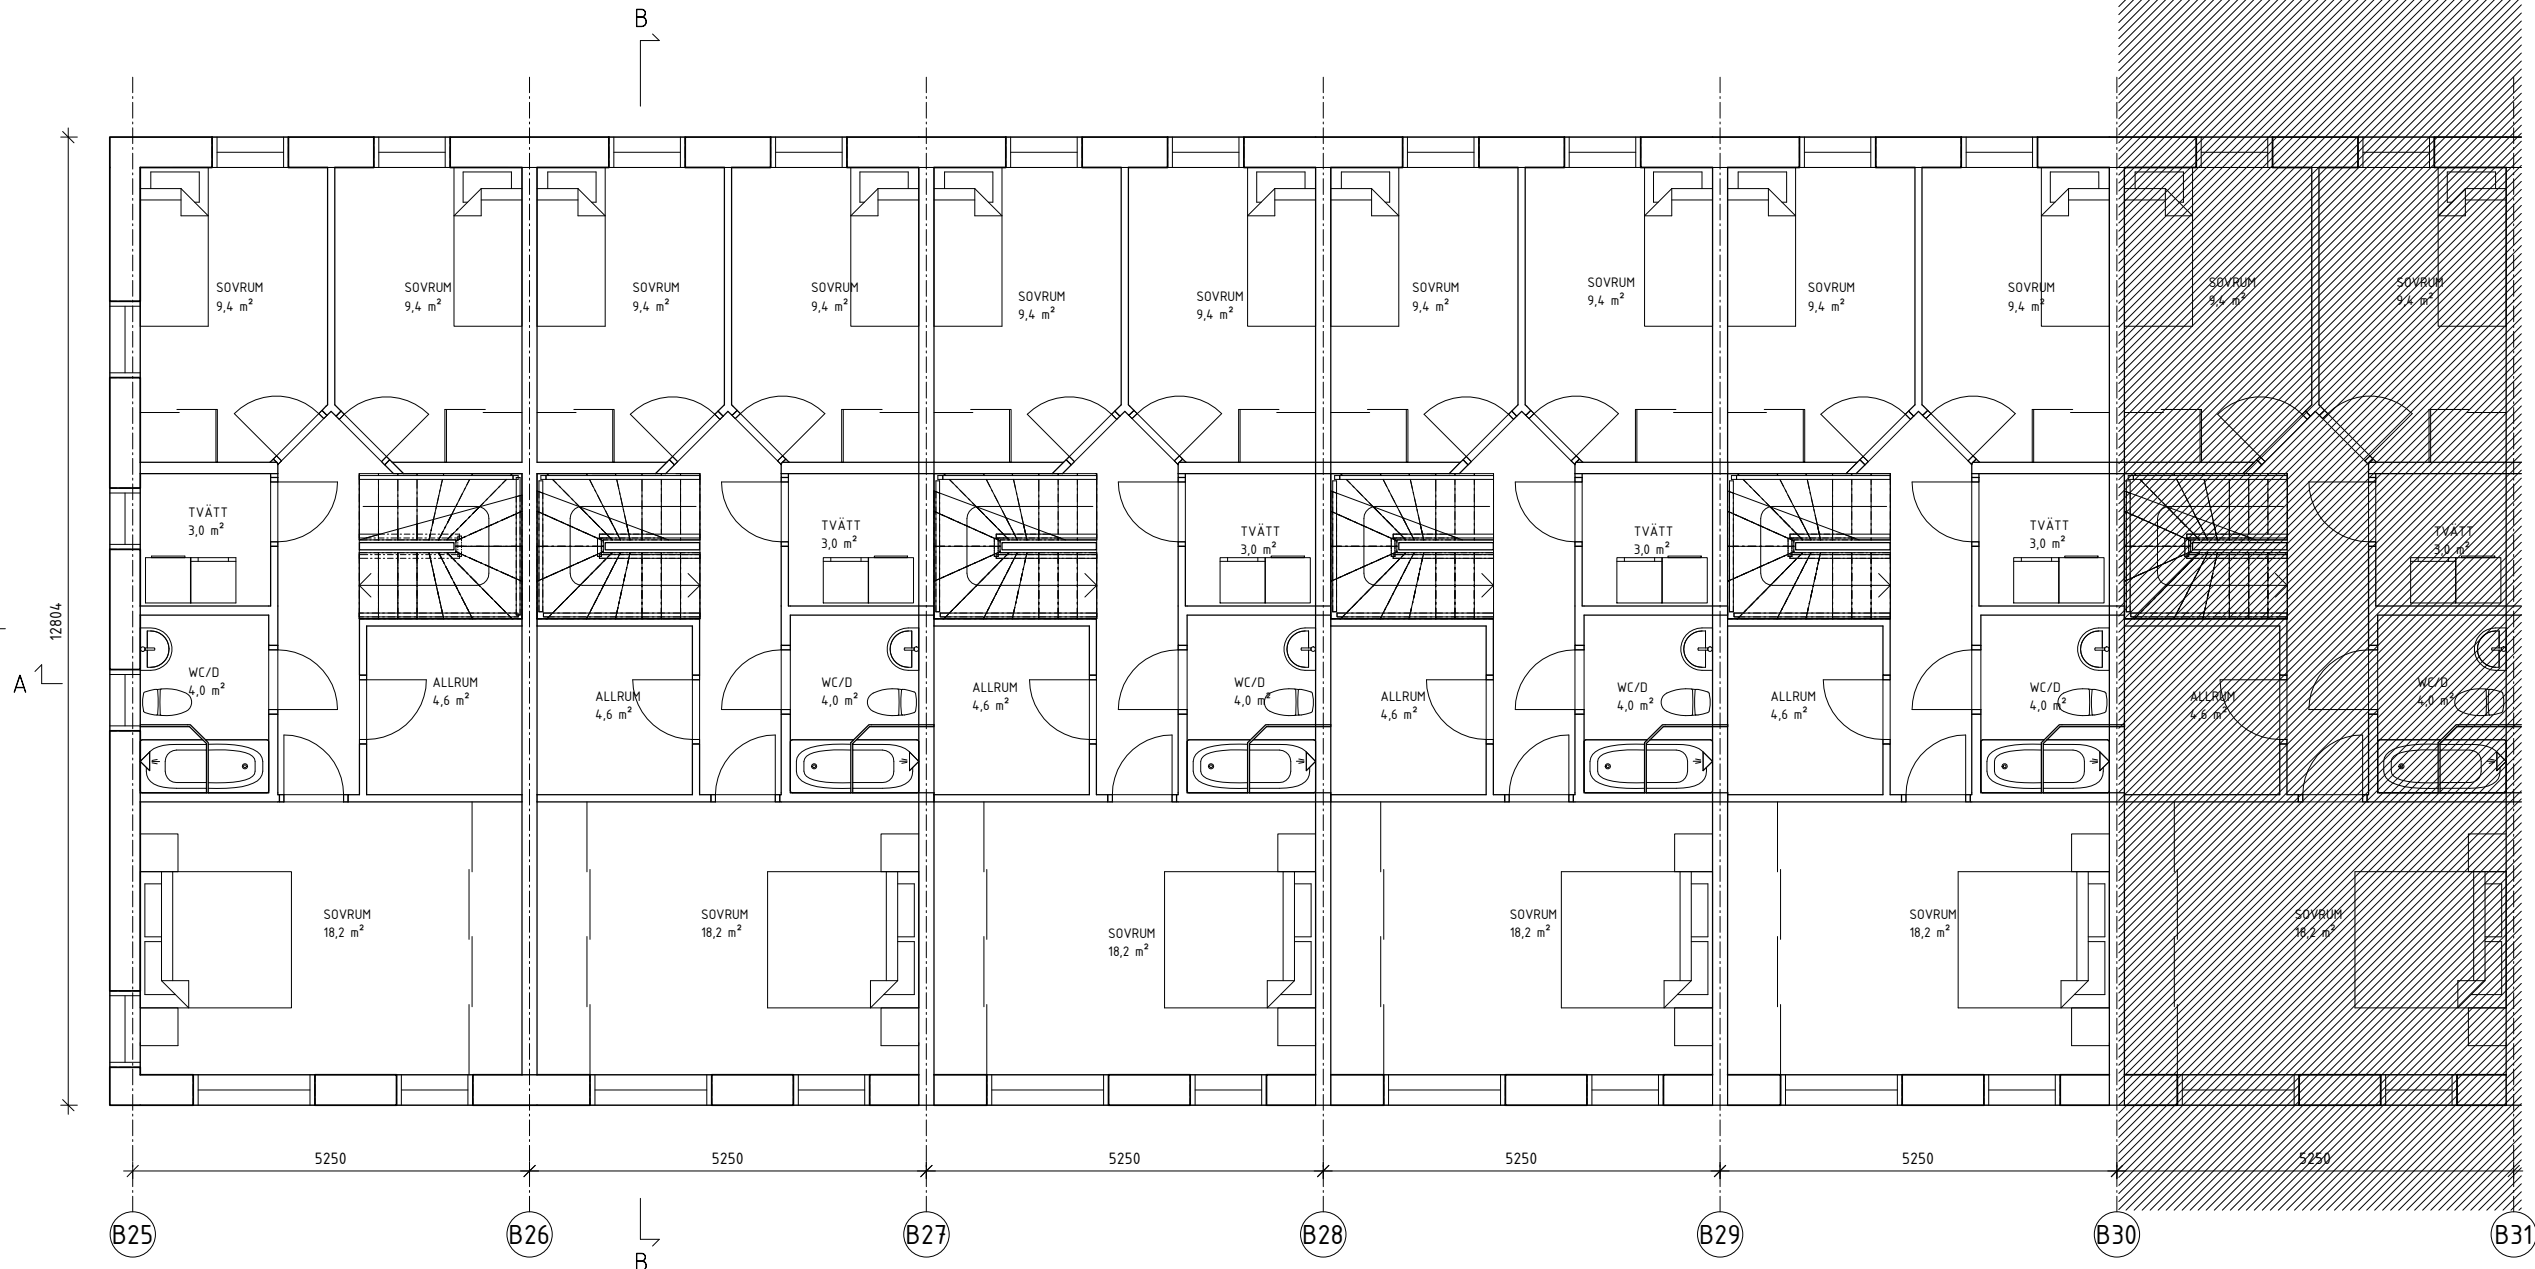 B
SOVRUM
9,4 m²
SOVRUM
9,4 m²
SOVRUM
9,4 m²
SOVRUM
9,4 m²
SOVRUM
9,4 m²
SOVRUM
9,4 m²
SOVRUM
9,4 m²
SOVRUM
9,4 m²
SOVRUM
9,4 m²
SOVRUM
9,4 m²
SOVRUM
9,4 m²
SOVRUM
9,4 m²
TVÄTT
3,0 m²
TVÄTT
3,0 m²
TVÄTT
3,0 m²
TVÄTT
3,0 m²
TVÄTT
3,0 m²
TVÄTT
3,0 m²
12804
A
WC/D
4,0 m²
ALLRUM
4,6 m²
ALLRUM
4,6 m²
WC/D
4,0 m²
ALLRUM
4,6 m²
WC/D
4,0 m²
ALLRUM
4,6 m²
WC/D
4,0 m²
ALLRUM
4,6 m²
WC/D
4,0 m²
ALLRUM
4,6 m²
WC/D
4,0 m²
SOVRUM
18,2 m²
SOVRUM
18,2 m²
SOVRUM
18,2 m²
SOVRUM
18,2 m²
SOVRUM
18,2 m²
SOVRUM
18,2 m²
5250
5250
5250
5250
5250
5250
B25
B26
B
B27
B28
B29
B30
B31